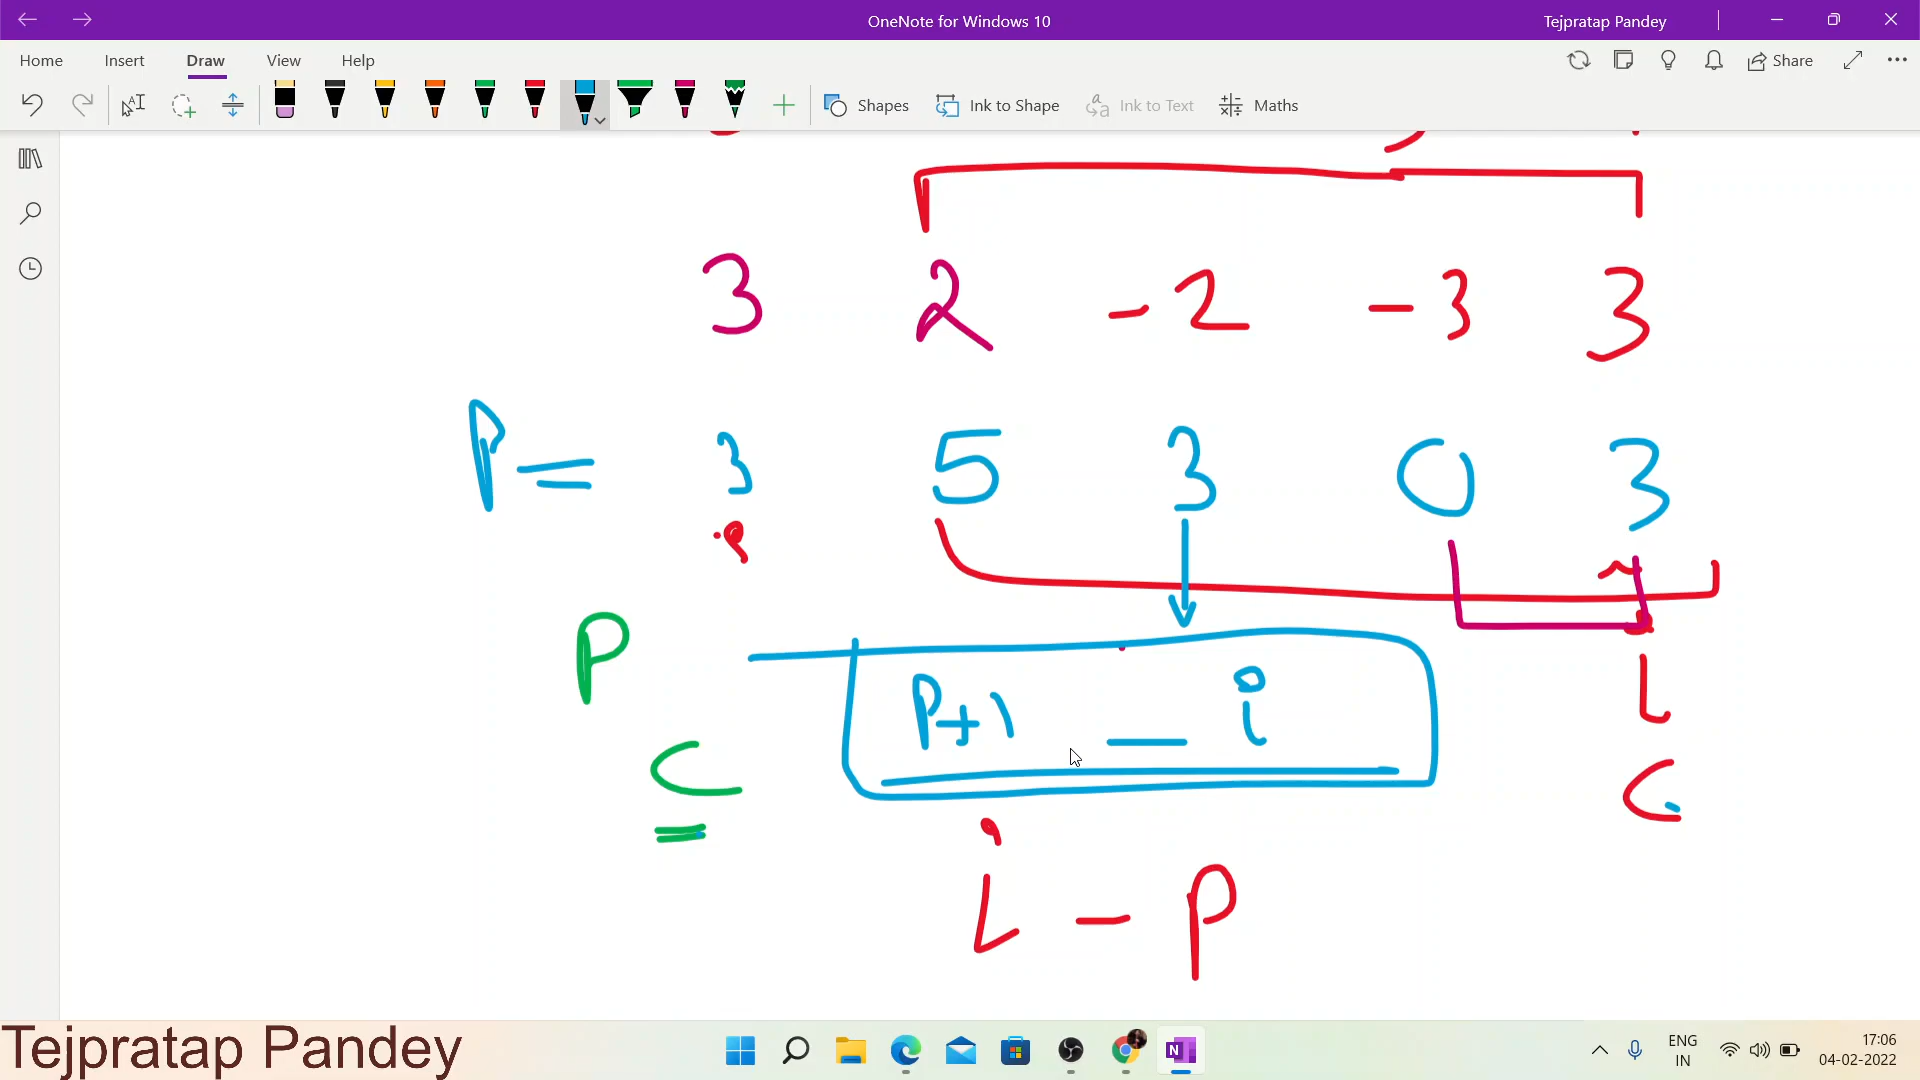 OneNote for Windows 10
Tejpratap Pandey
Home Insert Draw View Help
Share
Shapes Ink to Shape Ink to Text Maths
3 2 -2 -3 3
P= 3 5 3 0 3
P
P+1 — i
L
C
C
i - P
Tejpratap Pandey
ENG
IN
17:06
04-02-2022